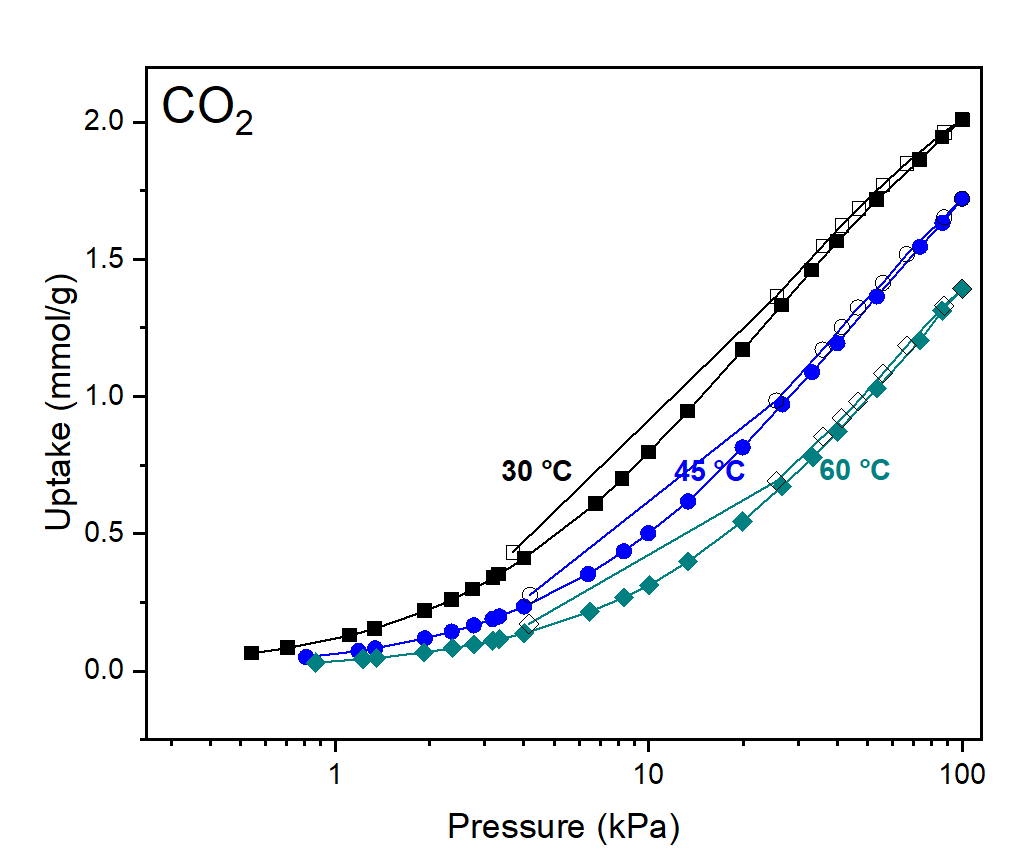 CO₂
2.0
1.5
1.0
0.5
0.0
Uptake (mmol/g)
30 °C
45 °C
60 °C
1
10
100
Pressure (kPa)